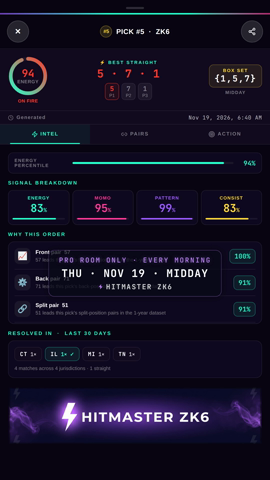 #5 PICK #5 · ZK6
94
ENERGY
ON FIRE
⚡ BEST STRAIGHT
5 · 7 · 1
5 P1
7 P2
1 P3
BOX SET
{1,5,7}
MIDDAY
Generated
Nov 19, 2026, 6:40 AM
INTEL
PAIRS
ACTION
ENERGY PERCENTILE
94%
SIGNAL BREAKDOWN
ENERGY
83%
MOMO
95%
PATTERN
99%
CONSIST
83%
WHY THIS ORDER
Front
100%
PRO ROOM ONLY · EVERY MORNING
THU · NOV 19 · MIDDAY
⚡ HITMASTER ZK6
91%
Split pair 51
51 leads this pick's split-position pairs in the 1-year dataset
91%
RESOLVED IN · LAST 30 DAYS
CT 1×
IL 1× ✓
MI 1×
TN 1×
4 matches across 4 jurisdictions · 1 straight
HITMASTER ZK6